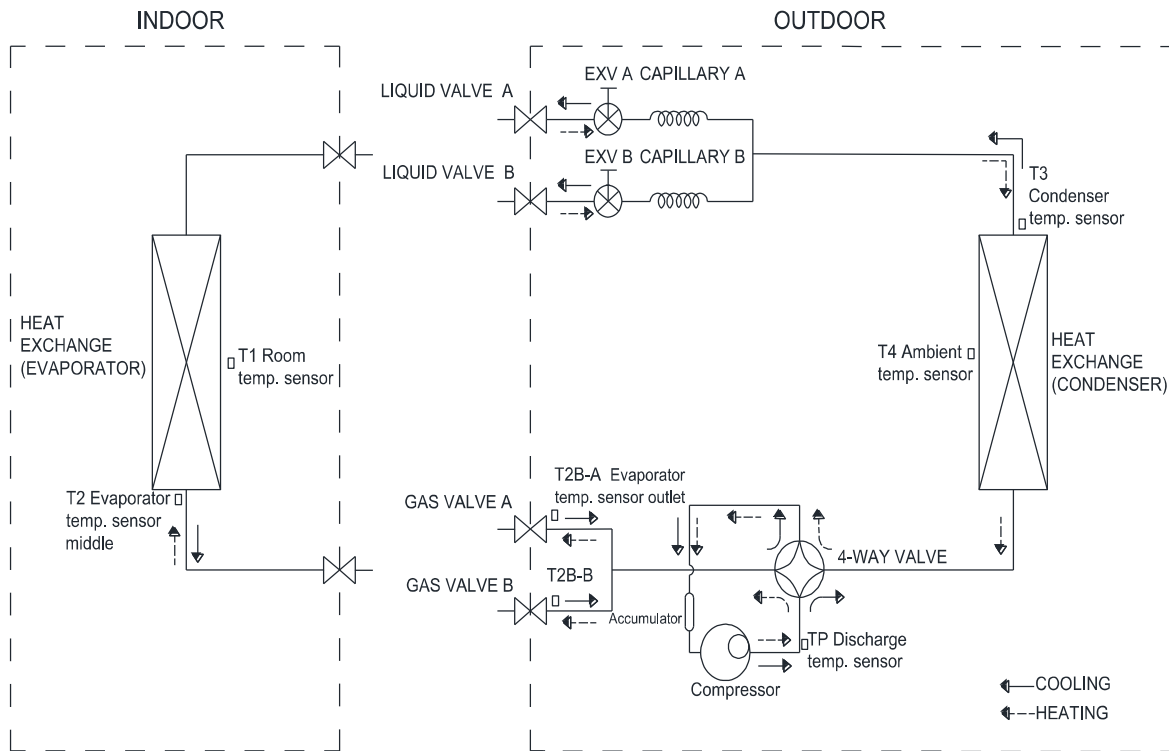 INDOOR
OUTDOOR
LIQUID VALVE A
EXV A CAPILLARY A
LIQUID VALVE B
EXV B CAPILLARY B
T3
Condenser
temp. sensor
HEAT
EXCHANGE
(EVAPORATOR)
T1 Room
temp. sensor
T4 Ambient
temp. sensor
HEAT
EXCHANGE
(CONDENSER)
T2 Evaporator
temp. sensor
middle
GAS VALVE A
T2B-A Evaporator
temp. sensor outlet
4-WAY VALVE
GAS VALVE B
T2B-B
Accumulator
TP Discharge
temp. sensor
Compressor
COOLING
HEATING